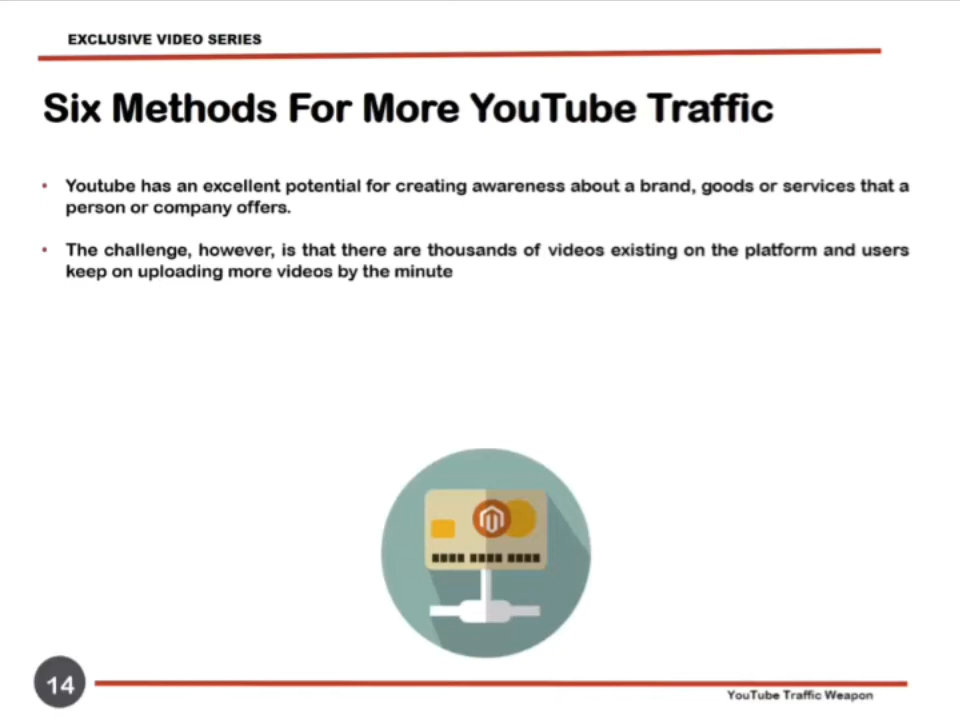 EXCLUSIVE VIDEO SERIES
Six Methods For More YouTube Traffic
• Youtube has an excellent potential for creating awareness about a brand, goods or services that a
person or company offers.
• The challenge, however, is that there are thousands of videos existing on the platform and users
keep on uploading more videos by the minute
14
YouTube Traffic Weapon